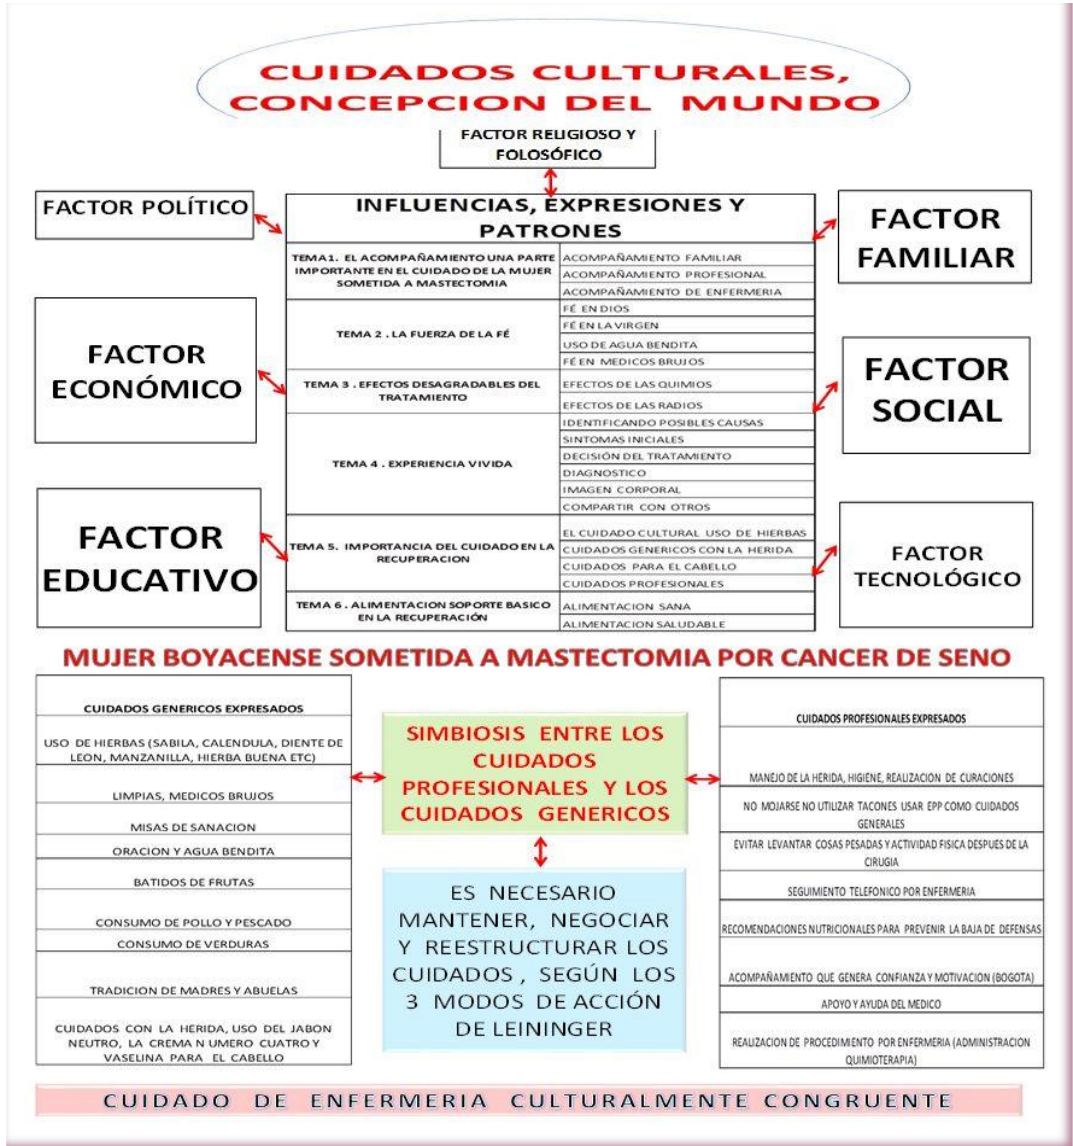 CUIDADOS CULTURALES,
CONCEPCION DEL MUNDO
FACTOR RELIGIOSO Y
FOLOSÓFICO
FACTOR POLÍTICO
FACTOR
ECONÓMICO
FACTOR
EDUCATIVO
INFLUENCIAS, EXPRESIONES Y
PATRONES
TEMA1. EL ACOMPAÑAMIENTO UNA PARTE
IMPORTANTE EN EL CUIDADO DE LA MUJER
SOMETIDA A MASTECTOMIA
ACOMPAÑAMIENTO FAMILIAR
ACOMPAÑAMIENTO PROFESIONAL
ACOMPAÑAMIENTO DE ENFERMERIA
TEMA 2 . LA FUERZA DE LA FÉ
FÉ EN DIOS
FÉ EN LA VIRGEN
USO DE AGUA BENDITA
FÉ EN MEDICOS BRUJOS
TEMA 3 . EFECTOS DESAGRADABLES DEL
TRATAMIENTO
EFECTOS DE LAS QUIMIOS
EFECTOS DE LAS RADIOS
TEMA 4 . EXPERIENCIA VIVIDA
IDENTIFICANDO POSIBLES CAUSAS
SINTOMAS INICIALES
DECISIÓN DEL TRATAMIENTO
DIAGNOSTICO
IMAGEN CORPORAL
COMPARTIR CON OTROS
TEMA 5. IMPORTANCIA DEL CUIDADO EN LA
RECUPERACION
EL CUIDADO CULTURAL USO DE HIERBAS
CUIDADOS GENERICOS CON LA HERIDA
CUIDADOS PARA EL CABELLO
CUIDADOS PROFESIONALES
TEMA 6 . ALIMENTACION SOPORTE BASICO
EN LA RECUPERACIÓN
ALIMENTACION SANA
ALIMENTACION SALUDABLE
FACTOR
FAMILIAR
FACTOR
SOCIAL
FACTOR
TECNOLÓGICO
MUJER BOYACENSE SOMETIDA A MASTECTOMIA POR CANCER DE SENO
CUIDADOS GENERICOS EXPRESADOS
USO DE HIERBAS (SABILA, CALENDULA, DIENTE DE
LEON, MANZANILLA, HIERBA BUENA ETC)
LIMPIAS, MEDICOS BRUJOS
MISAS DE SANACION
ORACION Y AGUA BENDITA
BATIDOS DE FRUTAS
CONSUMO DE POLLO Y PESCADO
CONSUMO DE VERDURAS
TRADICION DE MADRES Y ABUELAS
CUIDADOS CON LA HERIDA, USO DEL JABON
NEUTRO, LA CREMA N UMERO CUATRO Y
VASELINA PARA EL CABELLO
SIMBIOSIS ENTRE LOS
CUIDADOS
PROFESIONALES Y LOS
CUIDADOS GENERICOS
ES NECESARIO
MANTENER, NEGOCIAR
Y REESTRUCTURAR LOS
CUIDADOS , SEGÚN LOS
3 MODOS DE ACCIÓN
DE LEININGER
CUIDADOS PROFESIONALES EXPRESADOS
MANEJO DE LA HERIDA, HIGIENE, REALIZACION DE CURACIONES
NO MOJARSE NO UTILIZAR TACONES USAR EPP COMO CUIDADOS
GENERALES
EVITAR LEVANTAR COSAS PESADAS Y ACTIVIDAD FISICA DESPUES DE LA
CIRUGIA
SEGUIMIENTO TELEFONICO POR ENFERMERIA
RECOMENDACIONES NUTRICIONALES PARA PREVENIR LA BAJA DE DEFENSAS
ACOMPAÑAMIENTO QUE GENERA CONFIANZA Y MOTIVACION (BOGOTA)
APOYO Y AYUDA DEL MEDICO
REALIZACION DE PROCEDIMIENTO POR ENFERMERIA (ADMINISTRACION
QUIMIOTERAPIA)
CUIDADO DE ENFERMERIA CULTURALMENTE CONGRUENTE